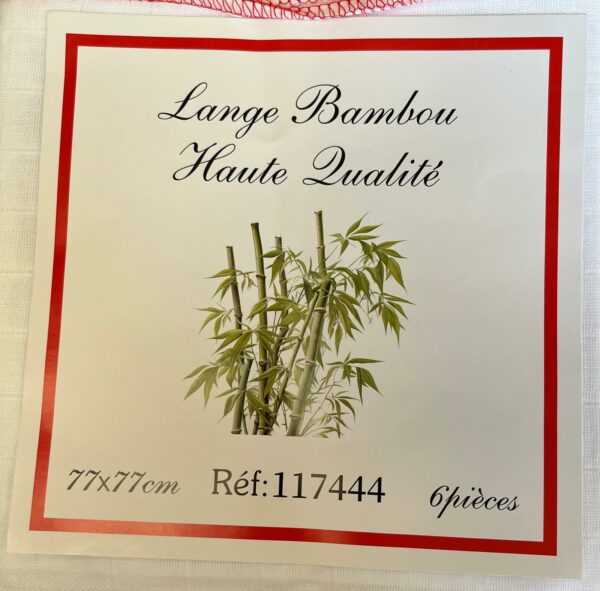 Lange Bambou
Haute Qualité
77x77cm Réf:117444 6pièces